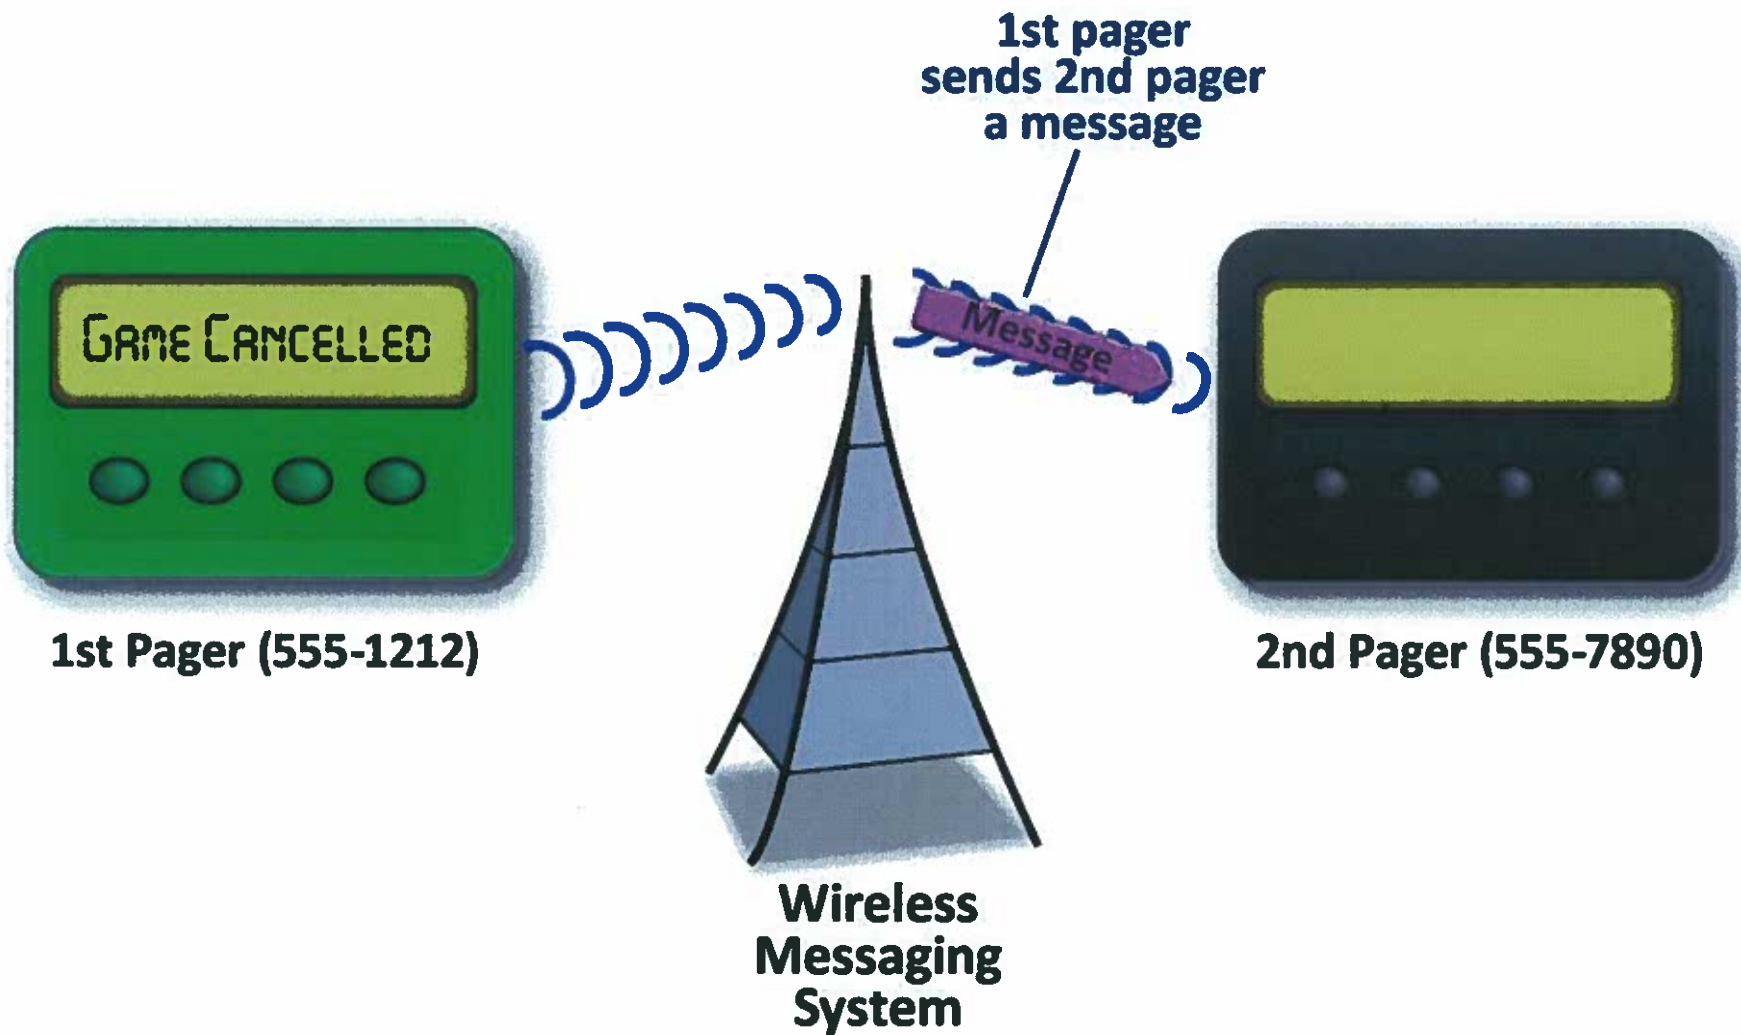 1st pager
sends 2nd pager
a message
GAME CANCELLED
Message
1st Pager (555-1212)
2nd Pager (555-7890)
Wireless
Messaging
System